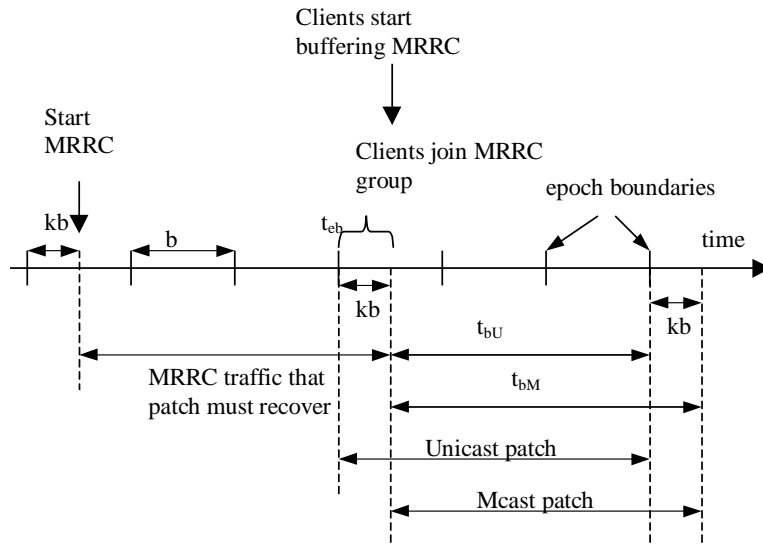 Clients start
buffering MRRC
Start
MRRC
Clients join MRRC
group
epoch boundaries
kb
b
t_eb
time
kb
kb
t_bU
MRRC traffic that
patch must recover
t_bM
Unicast patch
Mcast patch